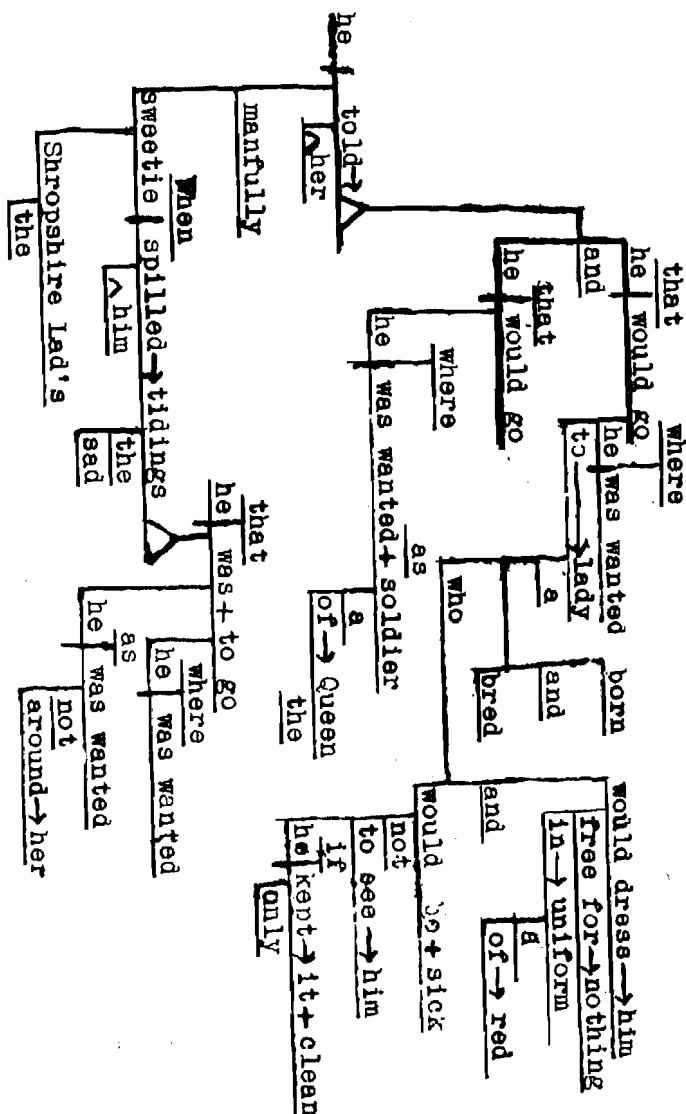 he told → her
manfully
sweetie spilled → tidings
when
him
the
sad
Shropshire Lad's
the
that
he was + to go
where
he was wanted
as
he was wanted
not
around → her
that
he would go
and
that
he would go
where
he was wanted
to → lady
a
born
and
bred
who
would dress → him
free for → nothing
in → uniform
a
of → red
and
would be + sick
not
to see → him
if
he kept → it + clean
only
where
he was wanted + soldier
as
a
of → Queen
the